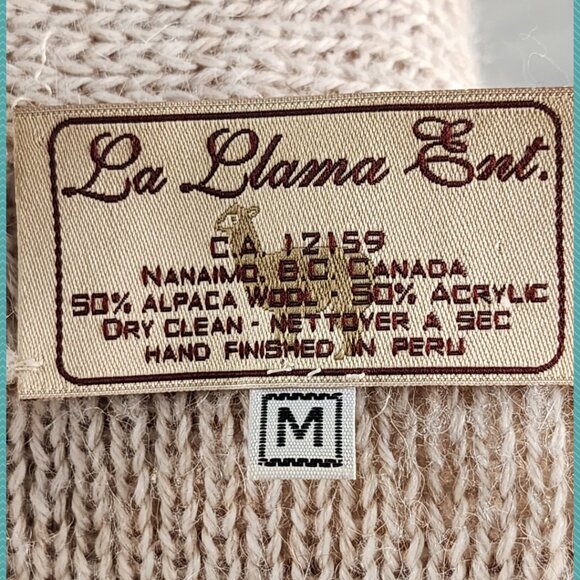 La Llama Ent.
C.A. 12159
NANAIMO, B.C. CANADA
50% ALPACA WOOL - 50% ACRYLIC
DRY CLEAN - NETTOYER A SEC
HAND FINISHED IN PERU
M